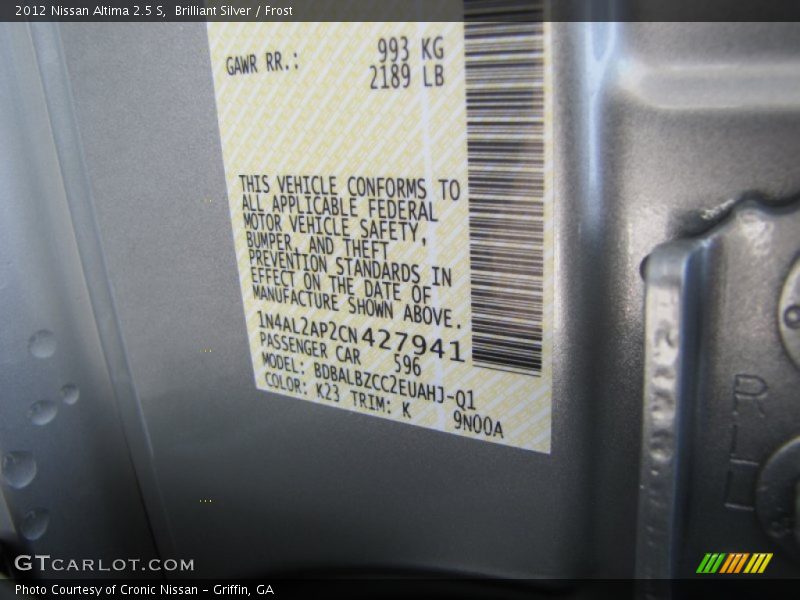 2012 Nissan Altima 2.5 S, Brilliant Silver / Frost
GAWR RR.: 993 KG
2189 LB
THIS VEHICLE CONFORMS TO
ALL APPLICABLE FEDERAL
MOTOR VEHICLE SAFETY,
BUMPER, AND THEFT
PREVENTION STANDARDS IN
EFFECT ON THE DATE OF
MANUFACTURE SHOWN ABOVE.
1N4AL2AP2CN427941
PASSENGER CAR 596
MODEL: BDBALBZCC2EUAHJ-Q1
COLOR: K23 TRIM: K 9N00A
GTCARLOT.COM
Photo Courtesy of Cronic Nissan – Griffin, GA